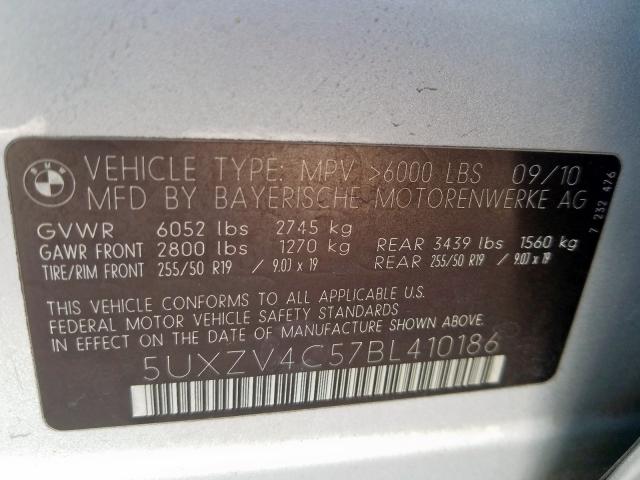 BMW
VEHICLE TYPE: MPV >6000 LBS 09/10
MFD BY BAYERISCHE MOTORENWERKE AG
GVWR 6052 lbs 2745 kg
GAWR FRONT 2800 lbs 1270 kg REAR 3439 lbs 1560 kg
TIRE/RIM FRONT 255/50 R19 / 9.0J x 19 REAR 255/50 R19 / 9.0J x 19
THIS VEHICLE CONFORMS TO ALL APPLICABLE U.S.
FEDERAL MOTOR VEHICLE SAFETY STANDARDS
IN EFFECT ON THE DATE OF MANUFACTURE SHOWN ABOVE.
5UXZV4C57BL410186
7 232 476